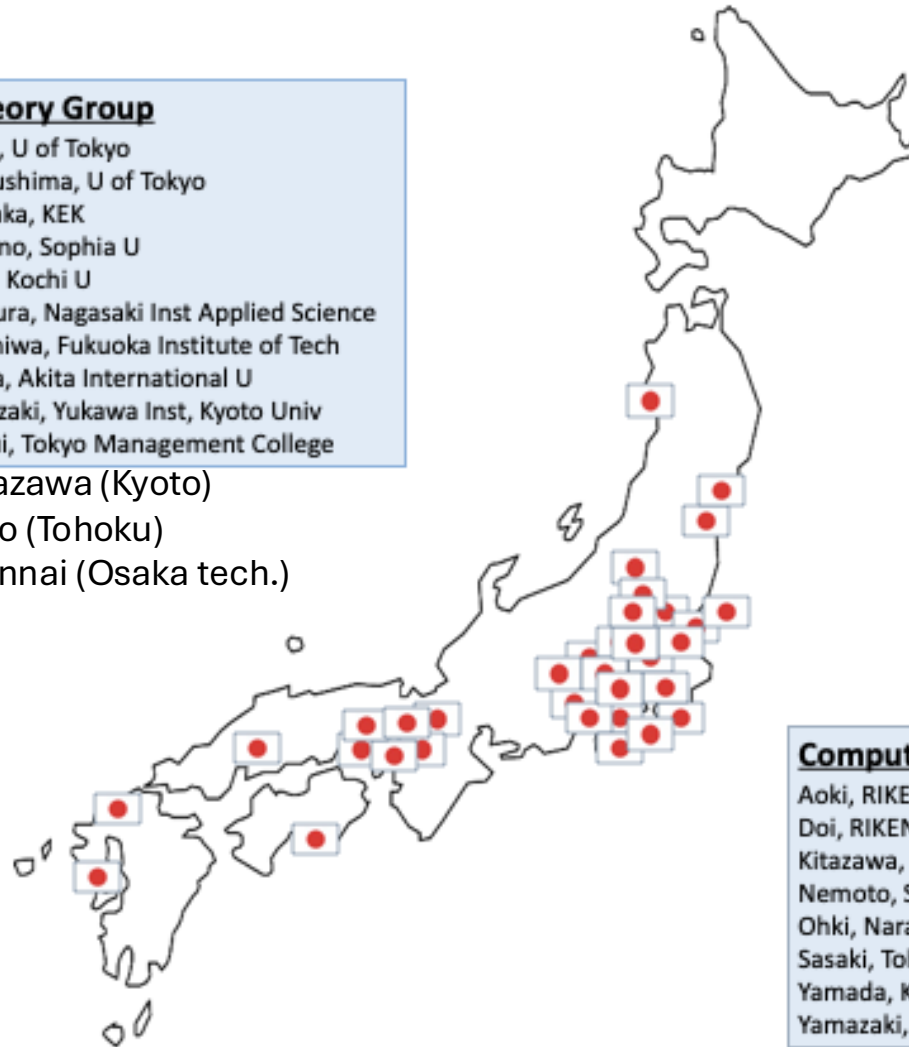 eory Group
, U of Tokyo
ushima, U of Tokyo
ka, KEK
no, Sophia U
Kochi U
ura, Nagasaki Inst Applied Science
hiwa, Fukuoka Institute of Tech
a, Akita International U
zaki, Yukawa Inst, Kyoto Univ
i, Tokyo Management College
azawa (Kyoto)
o (Tohoku)
nnai (Osaka tech.)
Comput
Aoki, RIKE
Doi, RIKEN
Kitazawa,
Nemoto, S
Ohki, Nara
Sasaki, Tol
Yamada, K
Yamazaki,